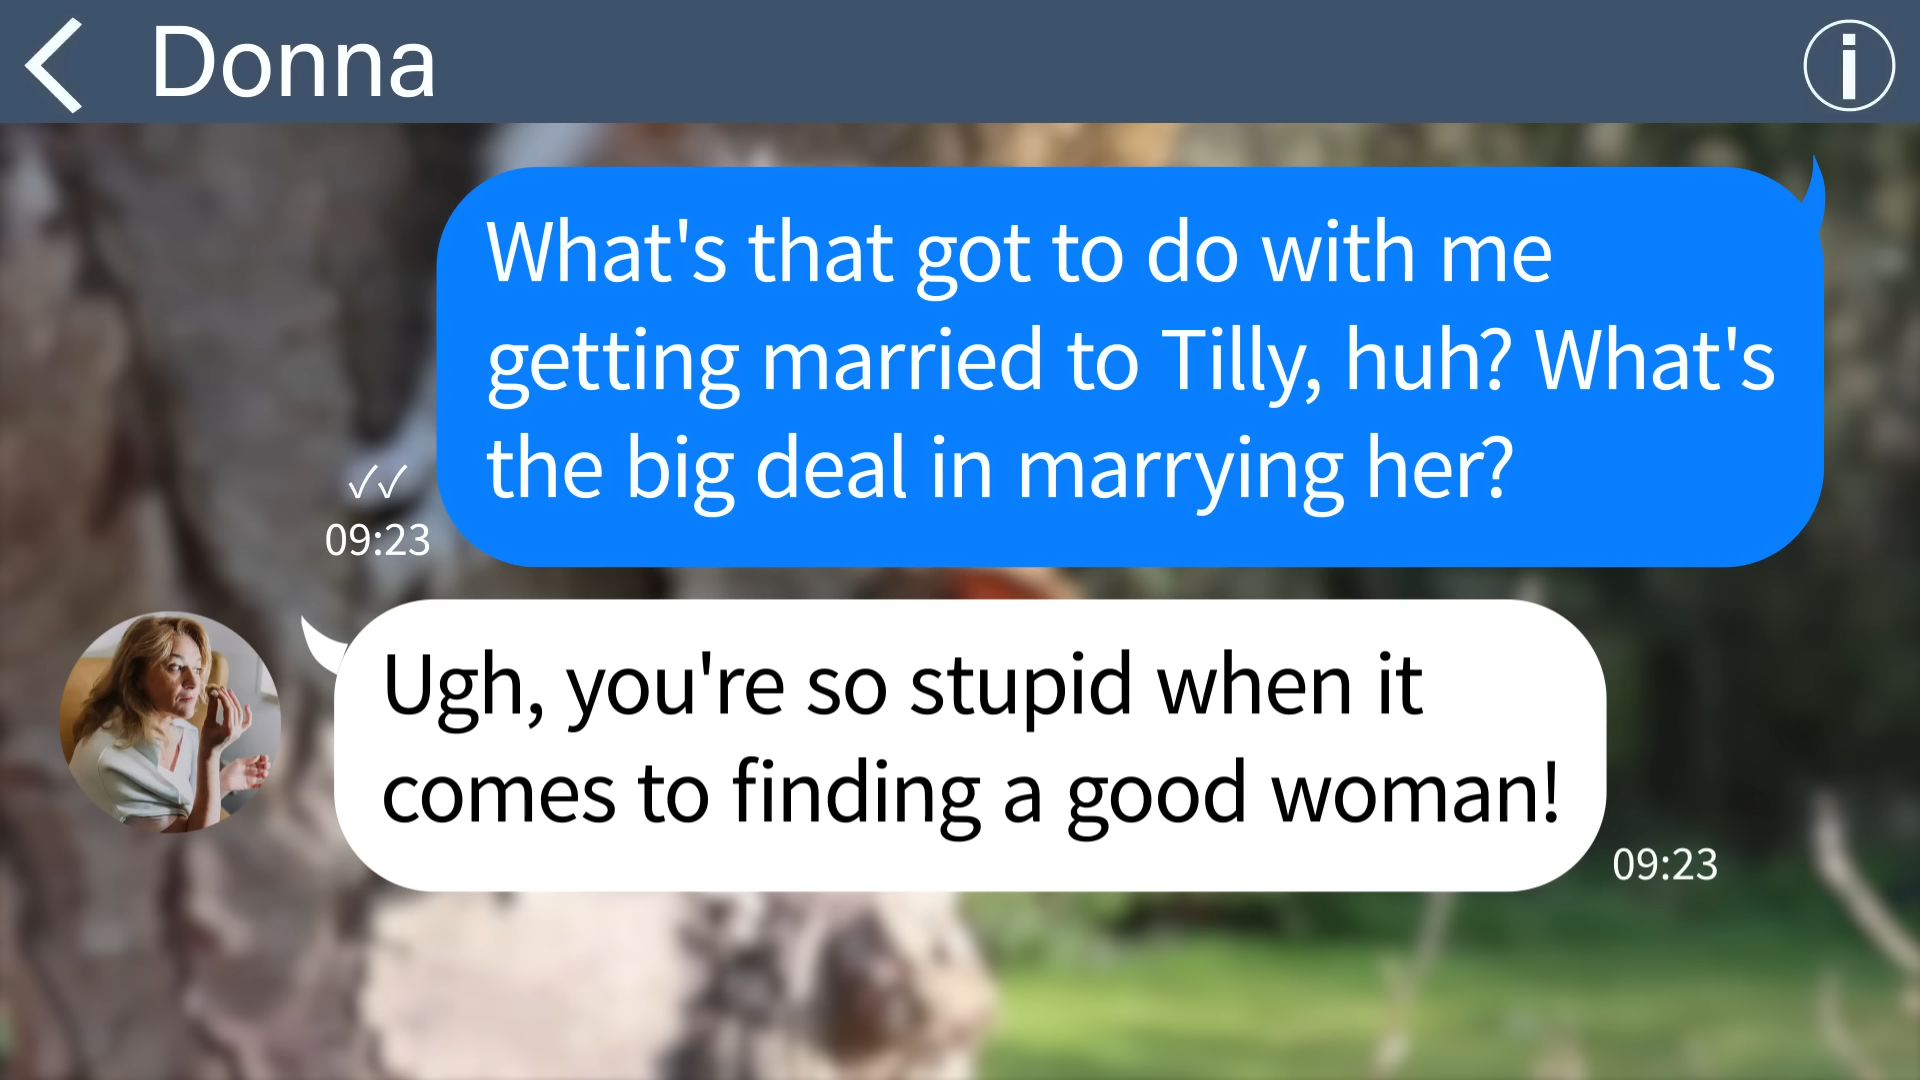 Donna
What's that got to do with me
getting married to Tilly, huh? What's
the big deal in marrying her?
09:23
Ugh, you're so stupid when it
comes to finding a good woman!
09:23